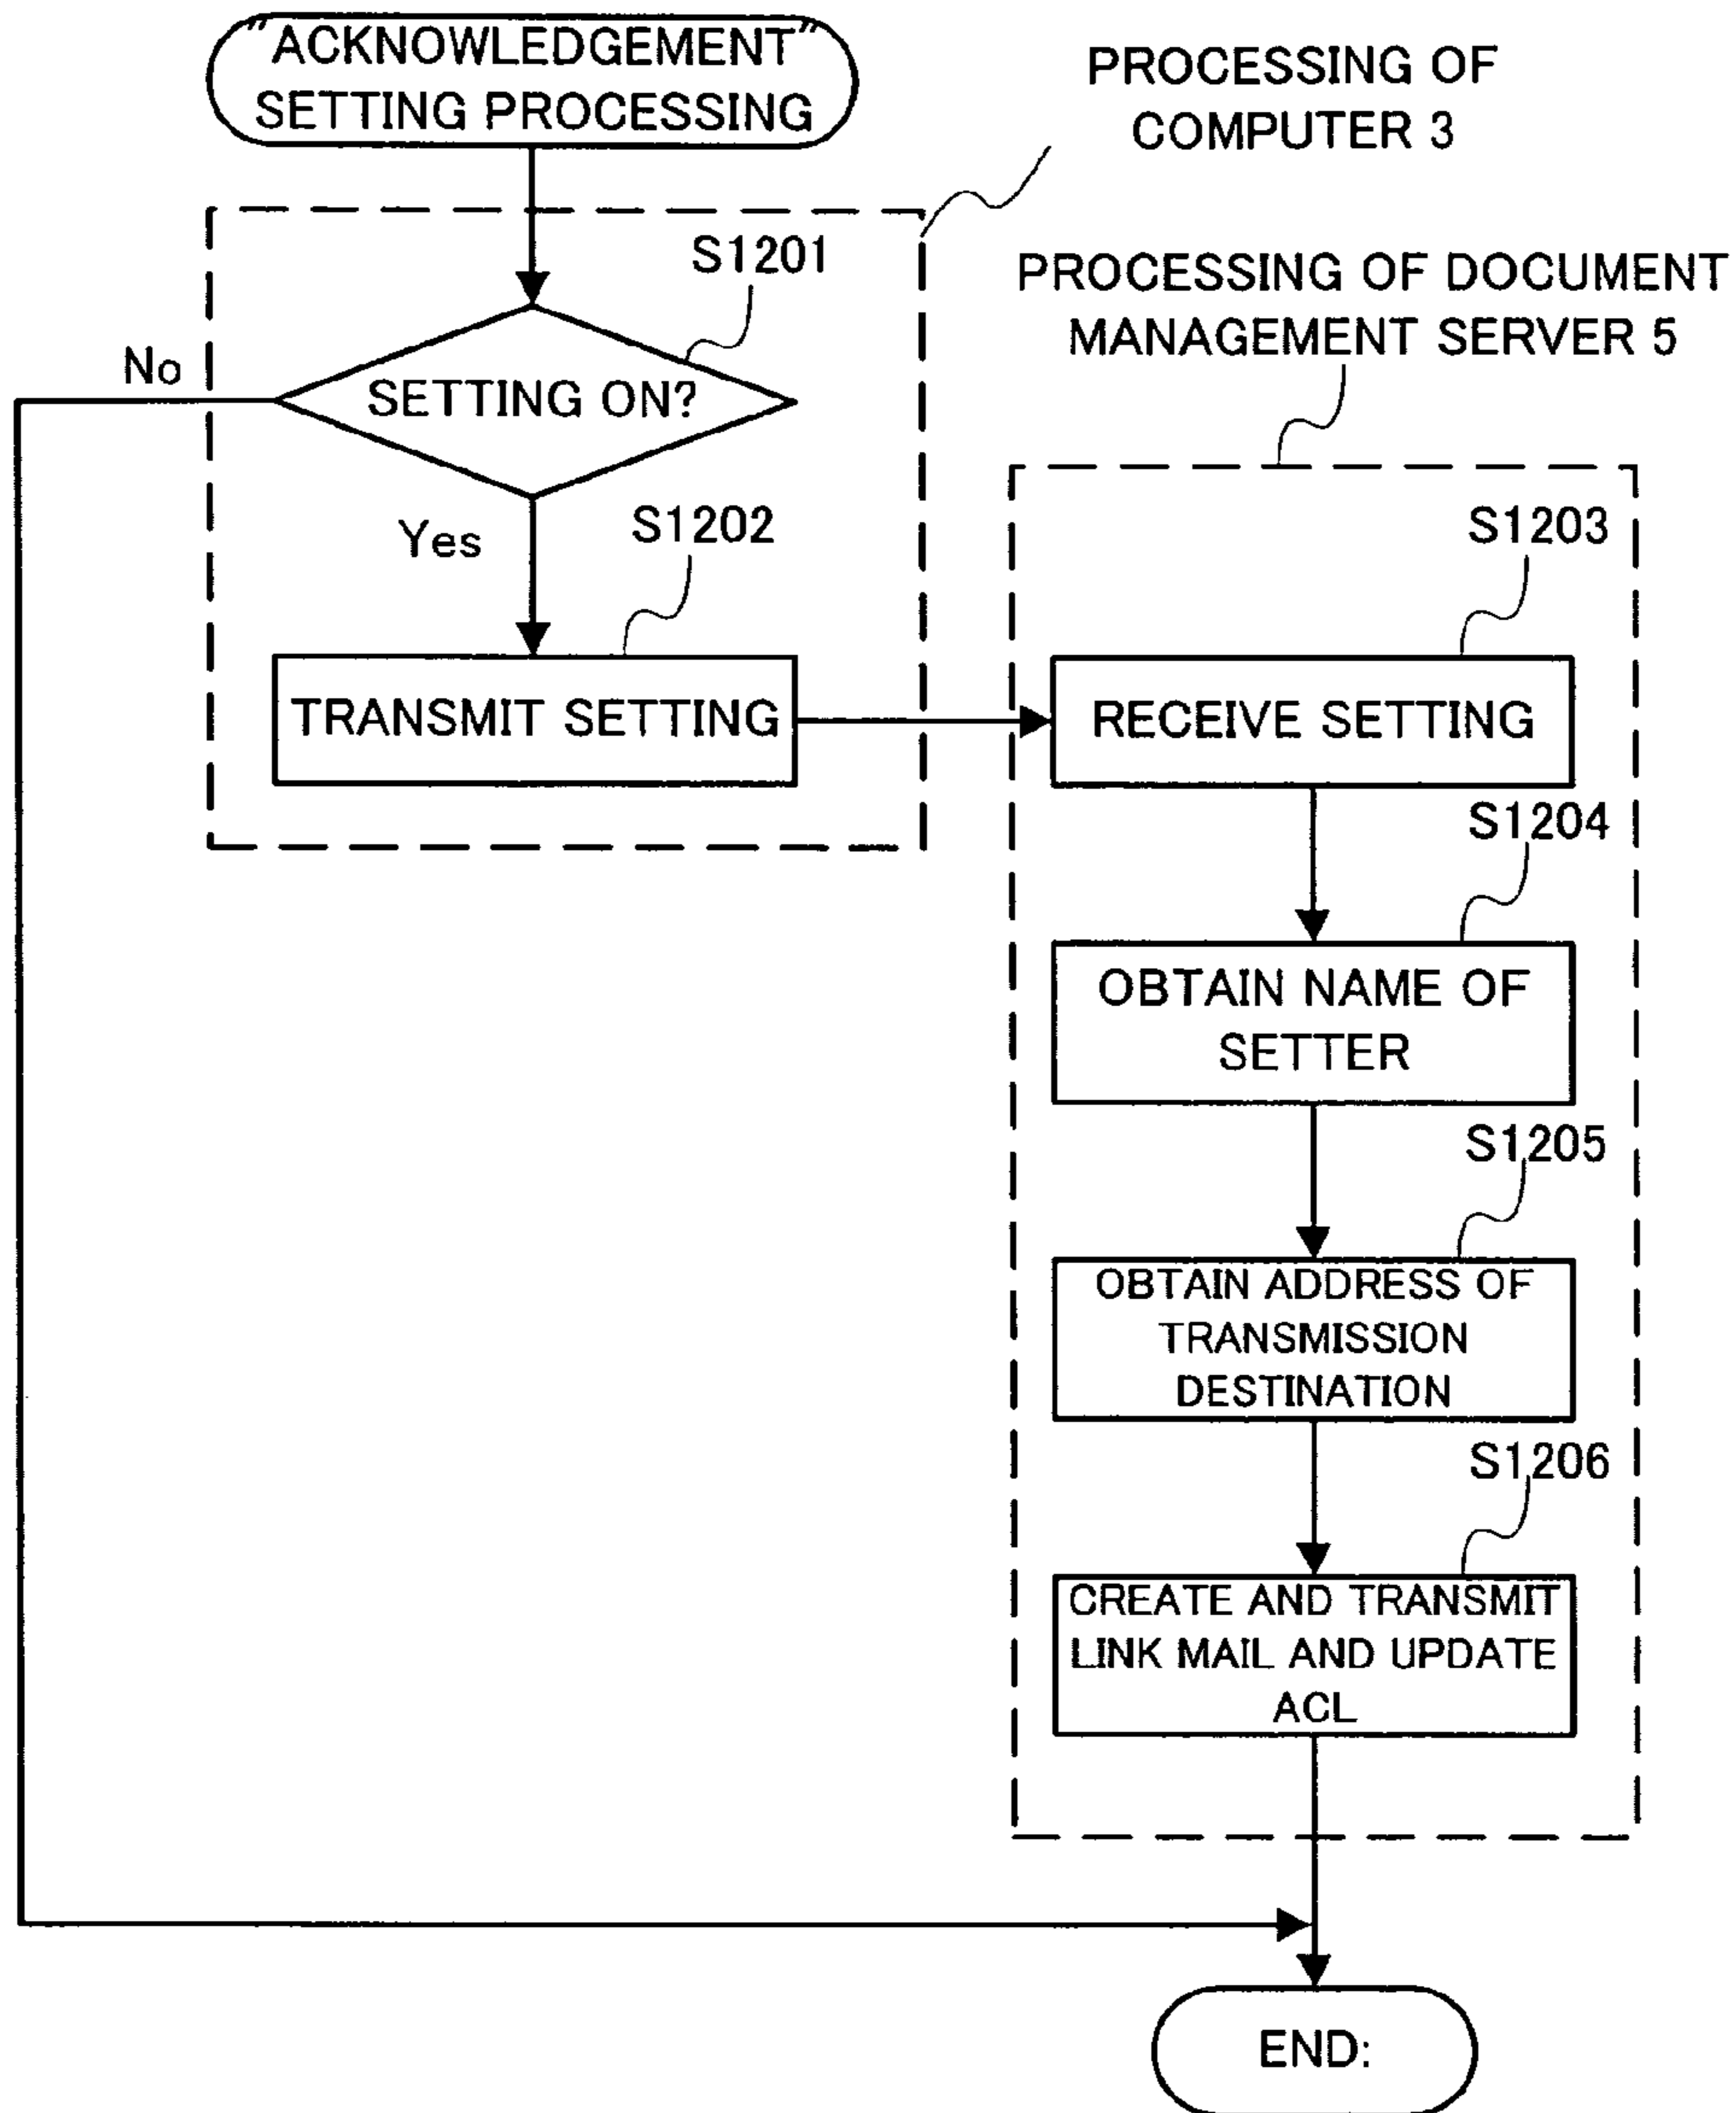 "ACKNOWLEDGEMENT"
SETTING PROCESSING
PROCESSING OF
COMPUTER 3
S1201
PROCESSING OF DOCUMENT
MANAGEMENT SERVER 5
No
SETTING ON?
Yes
S1202
S1203
TRANSMIT SETTING
RECEIVE SETTING
S1204
OBTAIN NAME OF
SETTER
S1205
OBTAIN ADDRESS OF
TRANSMISSION
DESTINATION
S1206
CREATE AND TRANSMIT
LINK MAIL AND UPDATE
ACL
END: